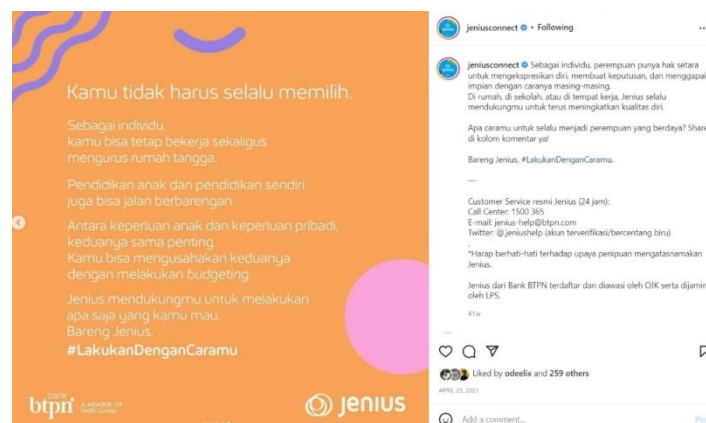 Kamu tidak harus selalu memilih.
Sebagai individu,
kamu bisa tetap bekerja sekaligus
mengurus rumah tangga.
Pendidikan anak dan pendidikan sendiri
juga bisa jalan berbarengan.
Antara keperluan anak dan keperluan pribadi,
keduanya sama penting.
Kamu bisa mengusahakan keduanya
dengan melakukan budgeting.
Jenius mendukungmu untuk melakukan
apa saja yang kamu mau.
Bareng Jenius,
#LakukanDenganCaramu
bank
btpn
A MEMBER OF
SMBC Group
jenius
jeniusconnect • Following
jeniusconnect Sebagai individu, perempuan punya hak setara
untuk mengekspresikan diri, membuat keputusan, dan menggapai
impian dengan caranya masing-masing.
Di rumah, di sekolah, atau di tempat kerja, Jenius selalu
mendukungmu untuk terus meningkatkan kualitas diri.
Apa caramu untuk selalu menjadi perempuan yang berdaya? Share
di kolom komentar ya!
Bareng Jenius, #LakukanDenganCaramu.
—
Customer Service resmi Jenius (24 jam):
Call Center: 1500 365
E-mail: jenius-help@btpn.com
Twitter: @jeniushelp (akun terverifikasi/bercentang biru)
.
*Harap berhati-hati terhadap upaya penipuan mengatasnamakan
Jenius.
Jenius dari Bank BTPN terdaftar dan diawasi oleh OJK serta dijamin
oleh LPS.
41w
Liked by odeelix and 259 others
APRIL 23, 2021
Add a comment...